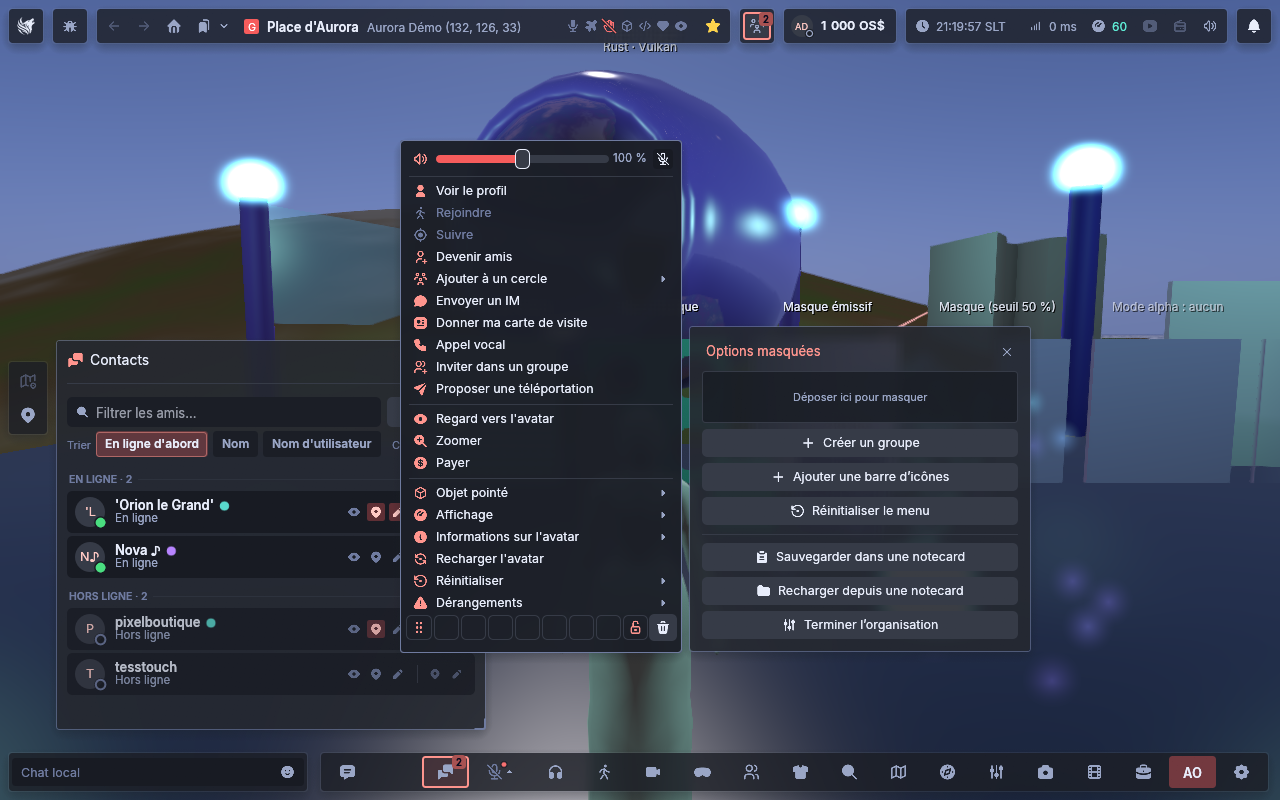 G Place d'Aurora Aurora Démo (132, 126, 33)
2
AD 1 000 OS$
21:19:57 SLT 0 ms 60
Rust · Vulkan
100 %
Voir le profil
Rejoindre
Suivre
Devenir amis
Ajouter à un cercle
Envoyer un IM
Donner ma carte de visite
Appel vocal
Inviter dans un groupe
Proposer une téléportation
Regard vers l'avatar
Zoomer
Payer
Objet pointé
Affichage
Informations sur l'avatar
Recharger l'avatar
Réinitialiser
Dérangements
que Masque émissif Masque (seuil 50 %) Mode alpha : aucun
Contacts
Filtrer les amis...
Trier En ligne d'abord Nom Nom d'utilisateur C
EN LIGNE · 2
'L 'Orion le Grand'
En ligne
N♪ Nova ♪
En ligne
HORS LIGNE · 2
P pixelboutique
Hors ligne
T tesstouch
Hors ligne
Options masquées
Déposer ici pour masquer
Créer un groupe
Ajouter une barre d’icônes
Réinitialiser le menu
Sauvegarder dans une notecard
Recharger depuis une notecard
Terminer l’organisation
Chat local
2
AO